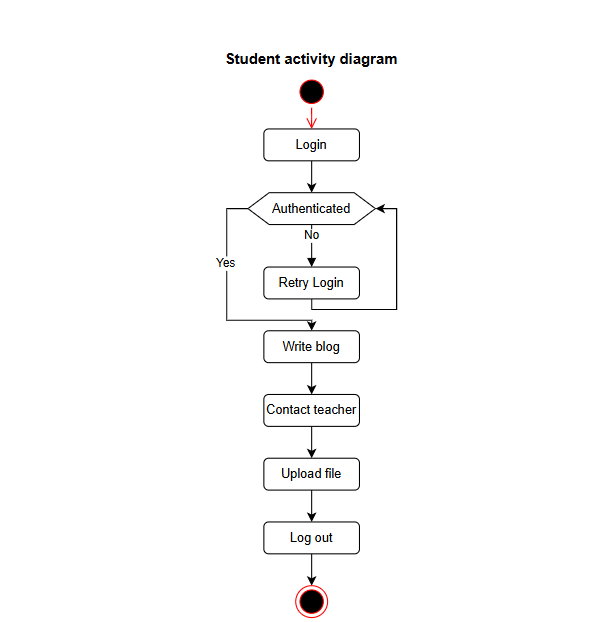 Student activity diagram
Login
Authenticated
No
Yes
Retry Login
Write blog
Contact teacher
Upload file
Log out